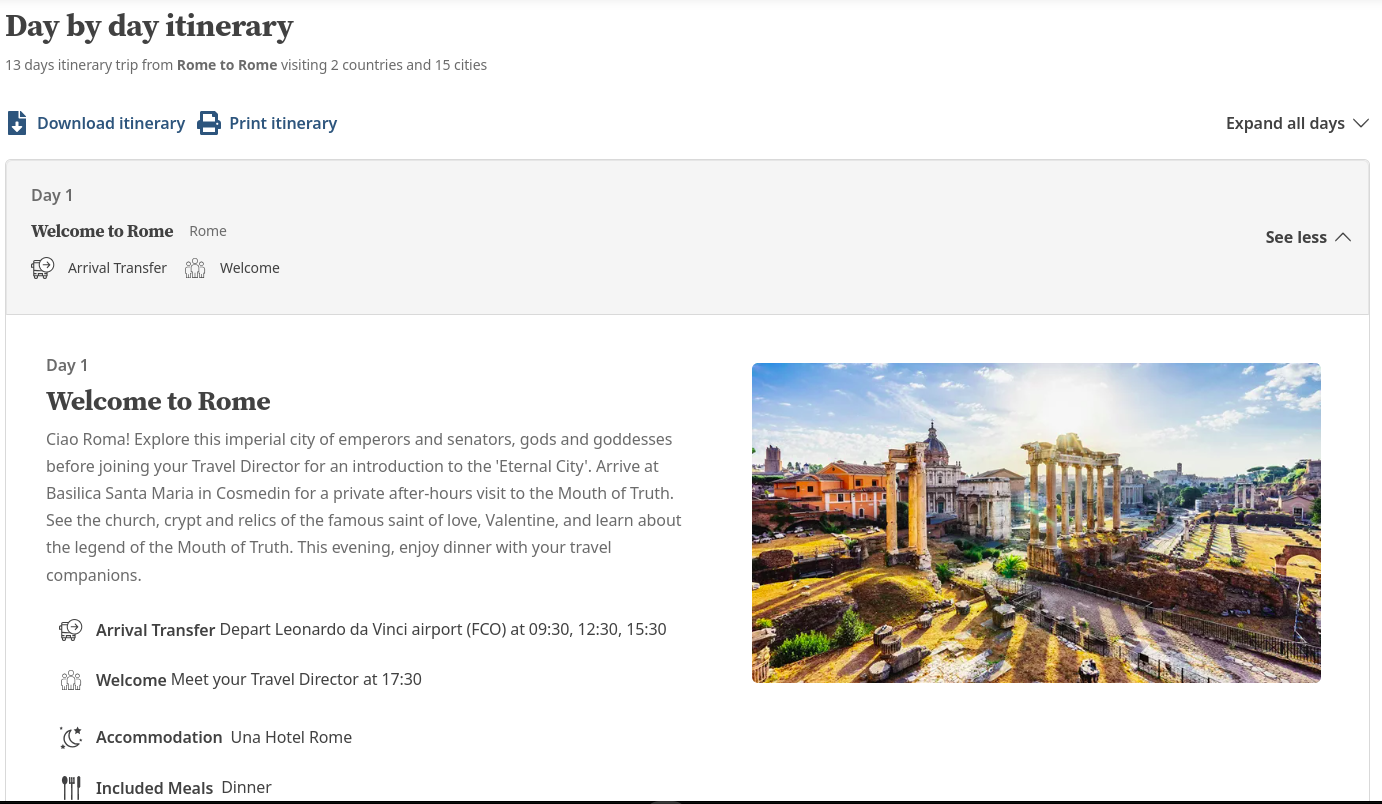 Day by day itinerary
13 days itinerary trip from Rome to Rome visiting 2 countries and 15 cities
Download itinerary Print itinerary Expand all days
Day 1
Welcome to Rome Rome
See less
Arrival Transfer Welcome
Day 1
Welcome to Rome
Ciao Roma! Explore this imperial city of emperors and senators, gods and goddesses
before joining your Travel Director for an introduction to the 'Eternal City'. Arrive at
Basilica Santa Maria in Cosmedin for a private after-hours visit to the Mouth of Truth.
See the church, crypt and relics of the famous saint of love, Valentine, and learn about
the legend of the Mouth of Truth. This evening, enjoy dinner with your travel
companions.
Arrival Transfer Depart Leonardo da Vinci airport (FCO) at 09:30, 12:30, 15:30
Welcome Meet your Travel Director at 17:30
Accommodation Una Hotel Rome
Included Meals Dinner